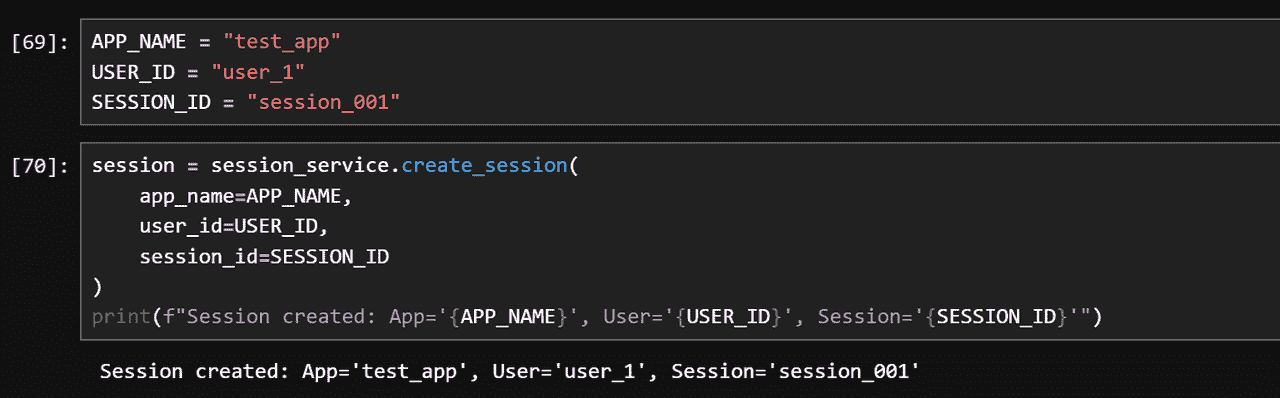 [69]: APP_NAME = "test_app"
USER_ID = "user_1"
SESSION_ID = "session_001"
[70]: session = session_service.create_session(
    app_name=APP_NAME,
    user_id=USER_ID,
    session_id=SESSION_ID
)
print(f"Session created: App='{APP_NAME}', User='{USER_ID}', Session='{SESSION_ID}'")
Session created: App='test_app', User='user_1', Session='session_001'